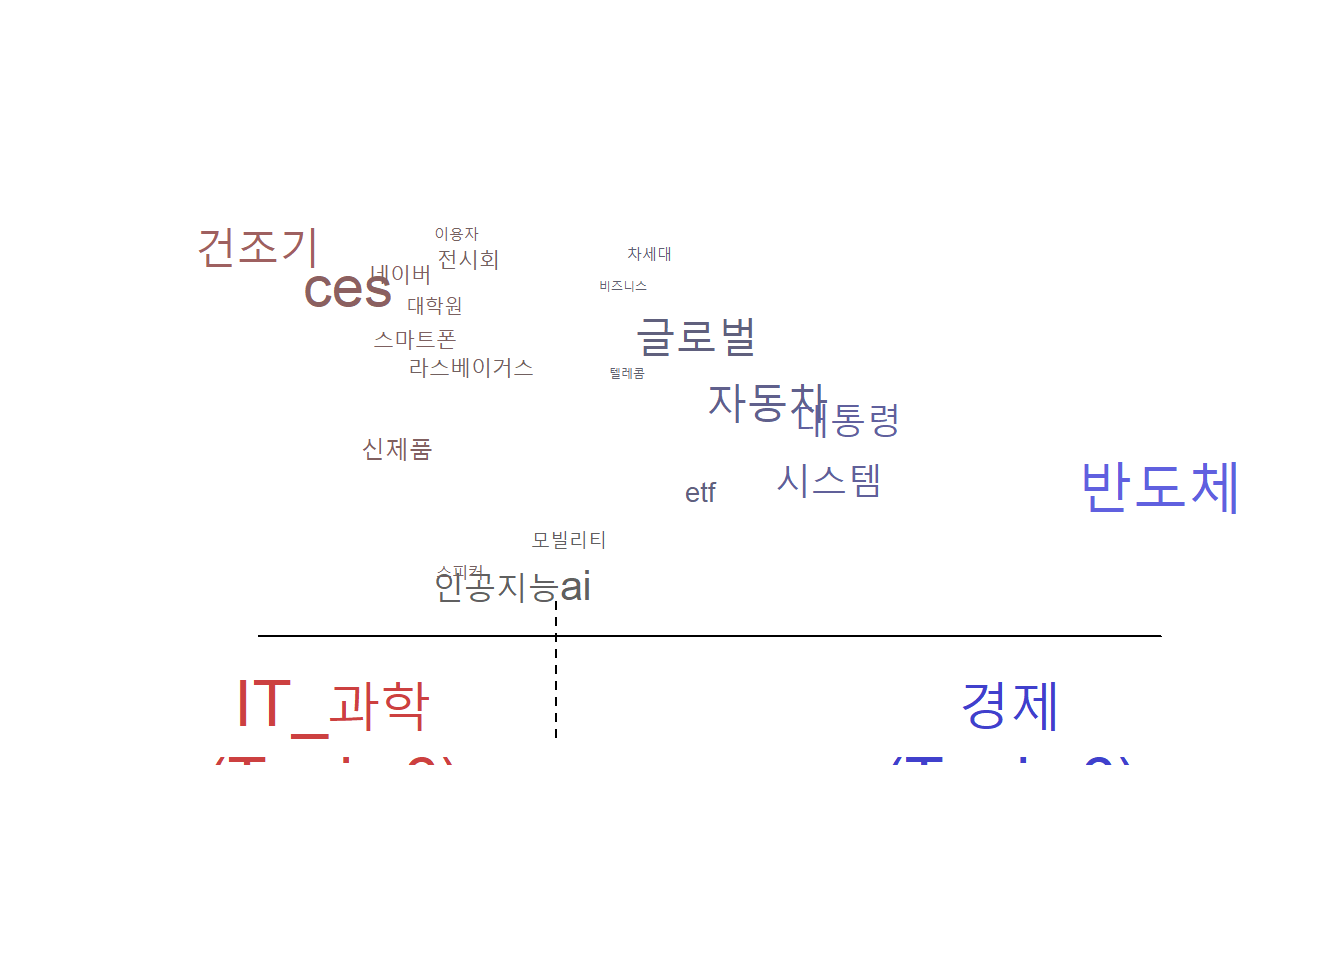 건조기
이용자
전시회
차세대
네이버
ces
비즈니스
대학원
스마트폰
글로벌
라스베이거스
텔레콤
자동차
대통령
신제품
시스템
etf
반도체
모빌리티
스피커
인공지능ai
IT_과학
경제